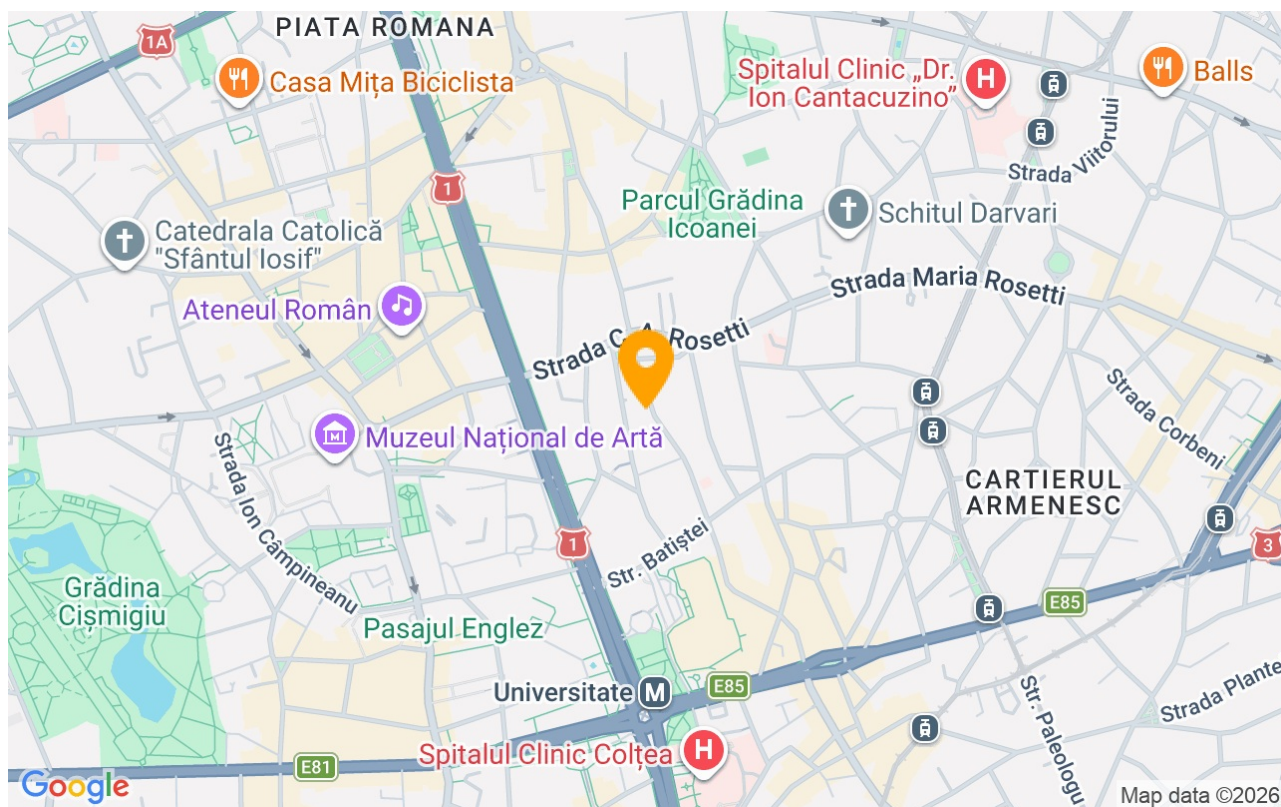 PIATA ROMANA
1A
Casa Mița Biciclista
Spitalul Clinic „Dr.
Ion Cantacuzino”
H
Balls
Strada Viitorului
1
Parcul Grădina
Icoanei
Schitul Darvari
Catedrala Catolică
"Sfântul Iosif"
Ateneul Român
Strada Maria Rosetti
Strada C. A. Rosetti
Strada Corbeni
M
Muzeul Național de Artă
Strada Ion Câmpineanu
CARTIERUL
ARMENESC
1
3
Str. Batiștei
Grădina
Cișmigiu
Pasajul Englez
E85
Universitate
M
E85
Strada Plante
Str. Paleologu
Spitalul Clinic Colțea
H
E81
Google
Map data ©2026